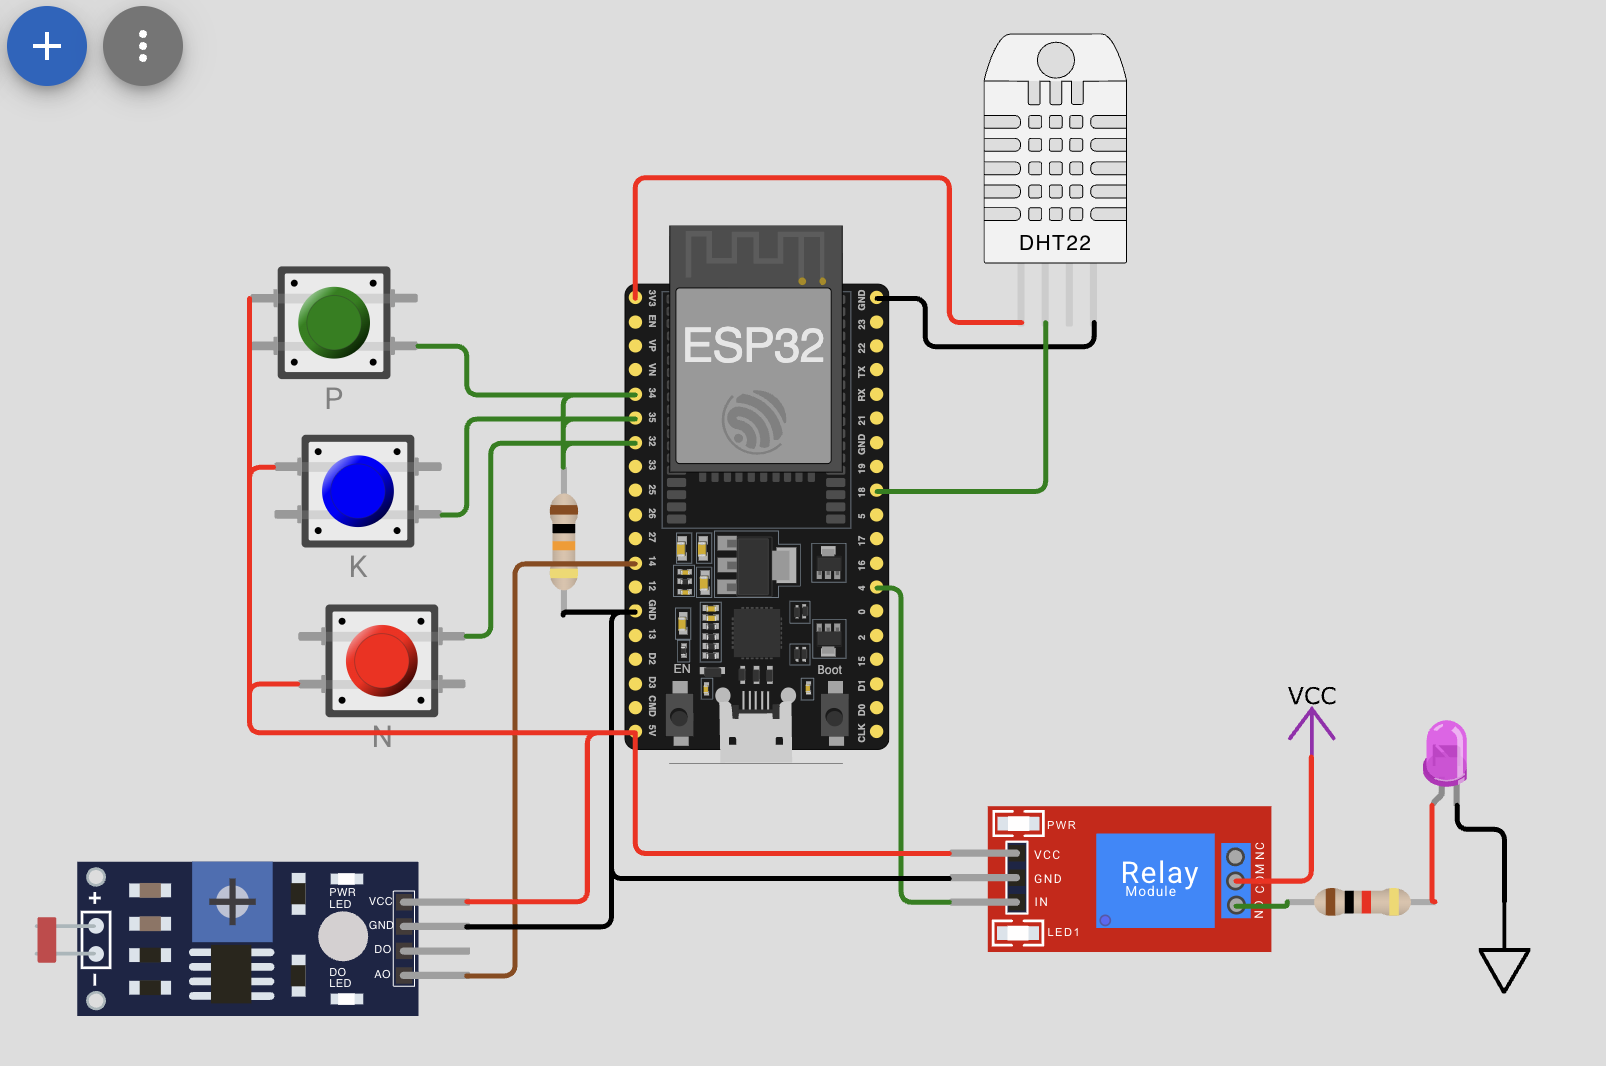 DHT22
P
K
N
ESP32
3V3
EN
VP
VN
34
35
32
33
25
26
27
14
12
GND
13
D2
D3
CMD
5V
GND
23
22
TX
RX
21
GND
19
18
5
17
16
4
0
2
15
D1
D0
CLK
EN
Boot
VCC
+
PWR
LED
VCC
GND
DO
AO
DO
LED
PWR
VCC
GND
IN
LED1
Relay
Module
NC
COM
NO